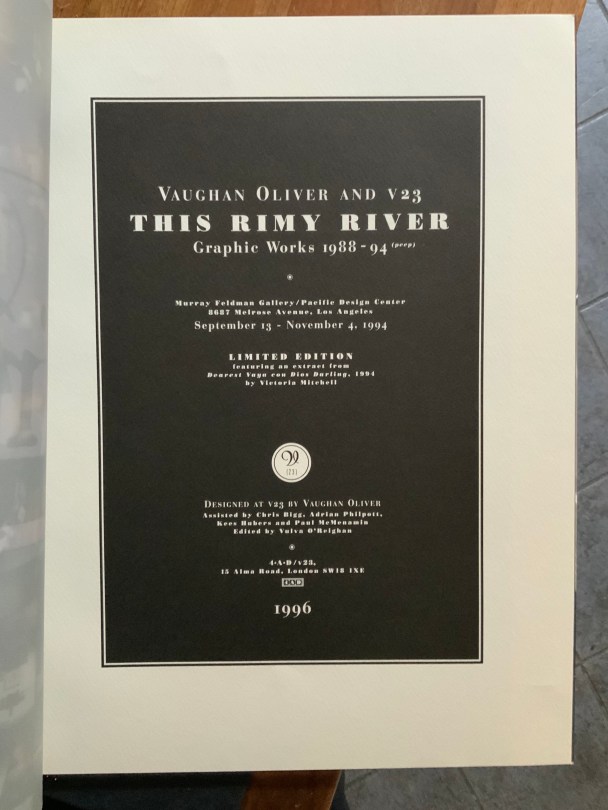 VAUGHAN OLIVER AND V23
THIS RIMY RIVER
Graphic Works 1988-94 (peep)
Murray Feldman Gallery/Pacific Design Center
8687 Melrose Avenue, Los Angeles
September 13 - November 4, 1994
LIMITED EDITION
featuring an extract from
Dearest Vaya con Dios Darling, 1994
by Victoria Mitchell
DESIGNED AT V23 BY VAUGHAN OLIVER
Assisted by Chris Bigg, Adrian Philpott,
Kees Hubers and Paul McMenamin
Edited by Vuiva O'Reighan
4·A·D/v23,
15 Alma Road, London SW18 1XE
1996